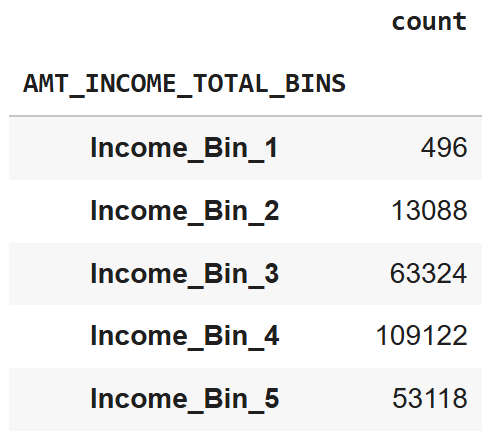 count
AMT_INCOME_TOTAL_BINS
Income_Bin_1 496
Income_Bin_2 13088
Income_Bin_3 63324
Income_Bin_4 109122
Income_Bin_5 53118